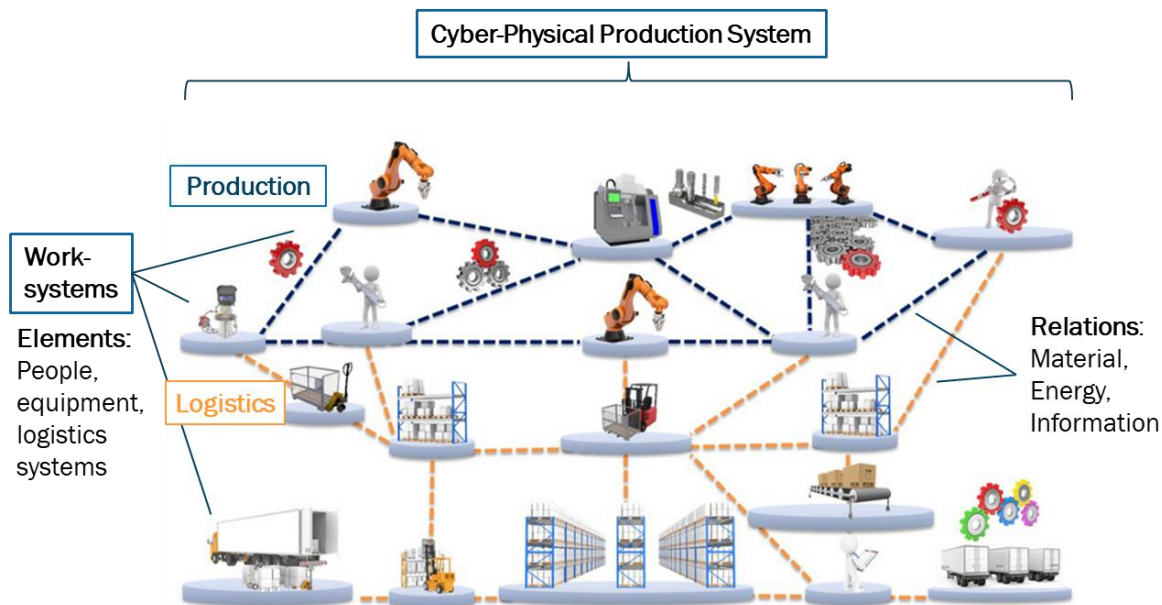 Cyber-Physical Production System
Production
Work-
systems
Elements:
People,
equipment,
logistics
systems
Logistics
Relations:
Material,
Energy,
Information